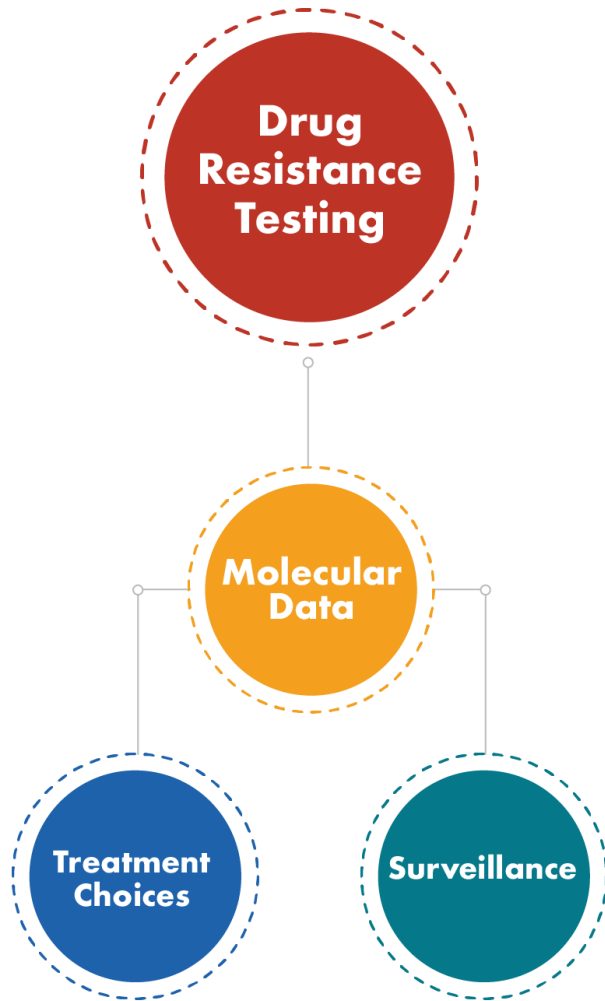 Drug
Resistance
Testing
Molecular
Data
Treatment
Choices
Surveillance